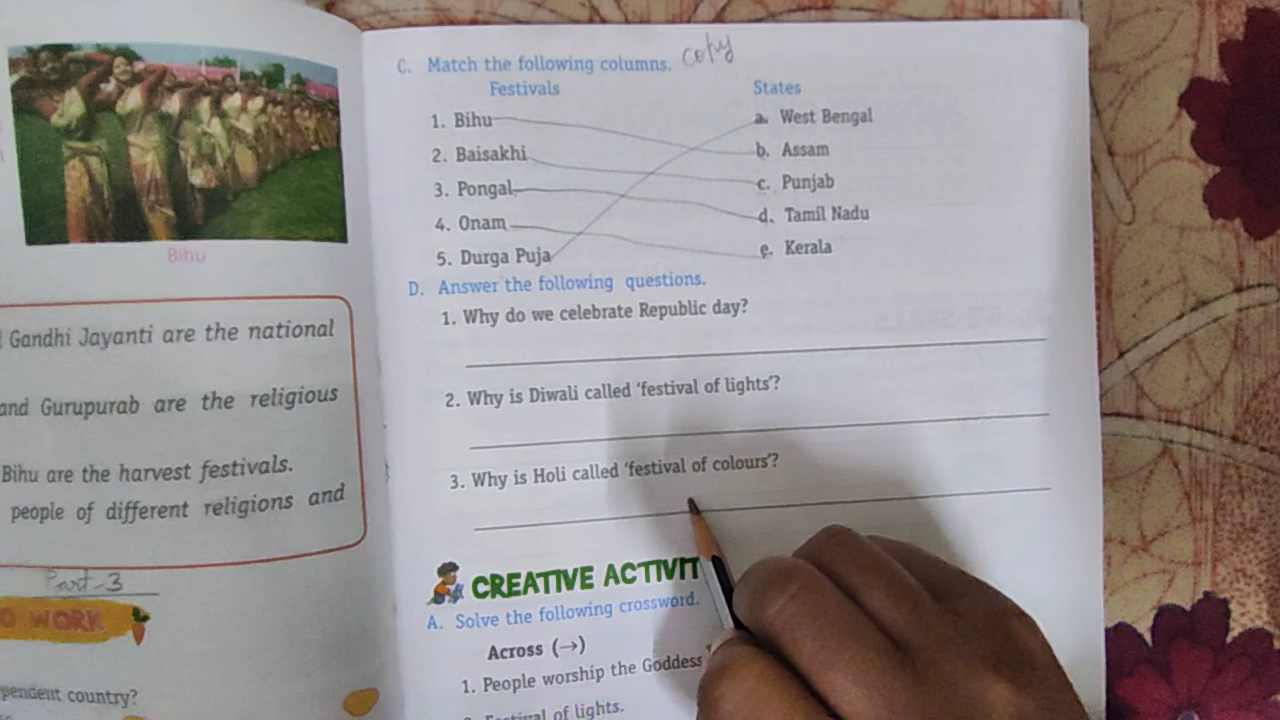 Bihu
Gandhi Jayanti are the national
and Gurupurab are the religious
Bihu are the harvest festivals.
people of different religions and
Part-3
O WORK
pendent country?
C. Match the following columns. copy
Festivals States
1. Bihu a. West Bengal
2. Baisakhi b. Assam
3. Pongal c. Punjab
4. Onam d. Tamil Nadu
5. Durga Puja e. Kerala
D. Answer the following questions.
1. Why do we celebrate Republic day?
2. Why is Diwali called 'festival of lights'?
3. Why is Holi called 'festival of colours'?
CREATIVE ACTIVIT
A. Solve the following crossword.
Across (→)
1. People worship the Goddess
Festival of lights.